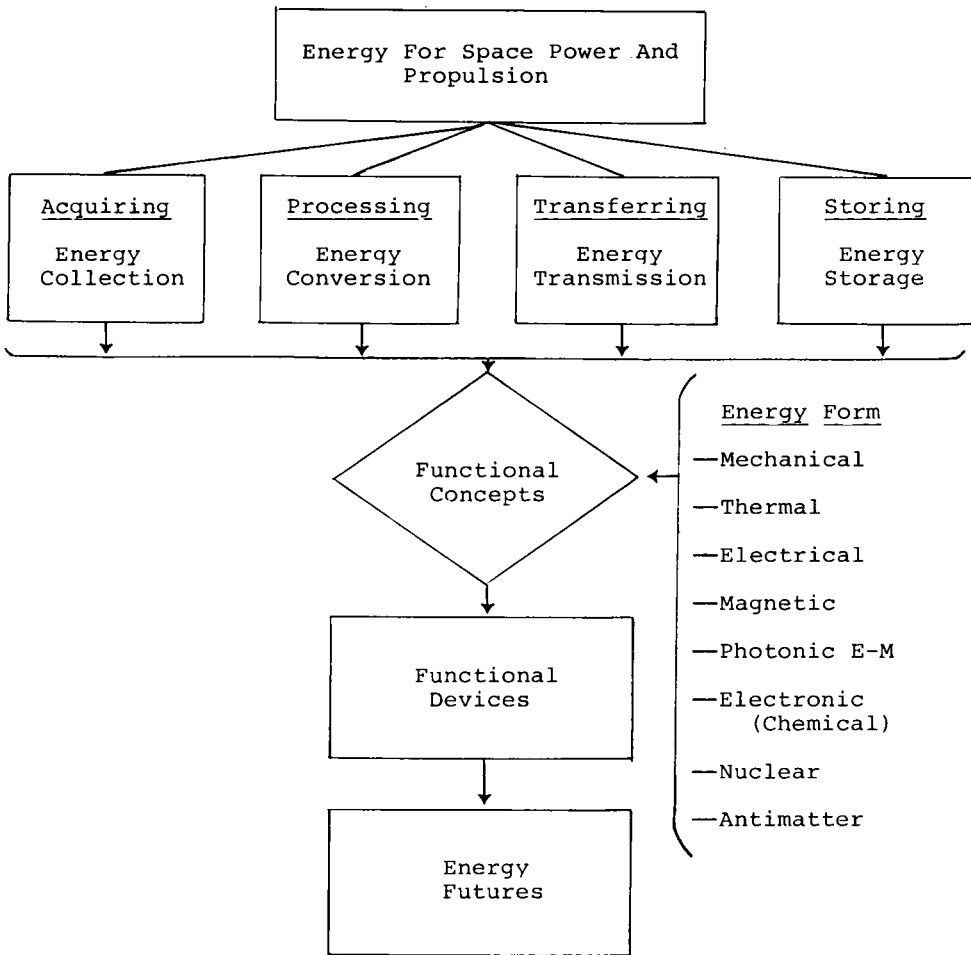 Energy For Space Power And
Propulsion
Acquiring
Energy
Collection
Processing
Energy
Conversion
Transferring
Energy
Transmission
Storing
Energy
Storage
Functional
Concepts
Energy Form
—Mechanical
—Thermal
—Electrical
—Magnetic
—Photonic E-M
—Electronic
(Chemical)
—Nuclear
—Antimatter
Functional
Devices
Energy
Futures